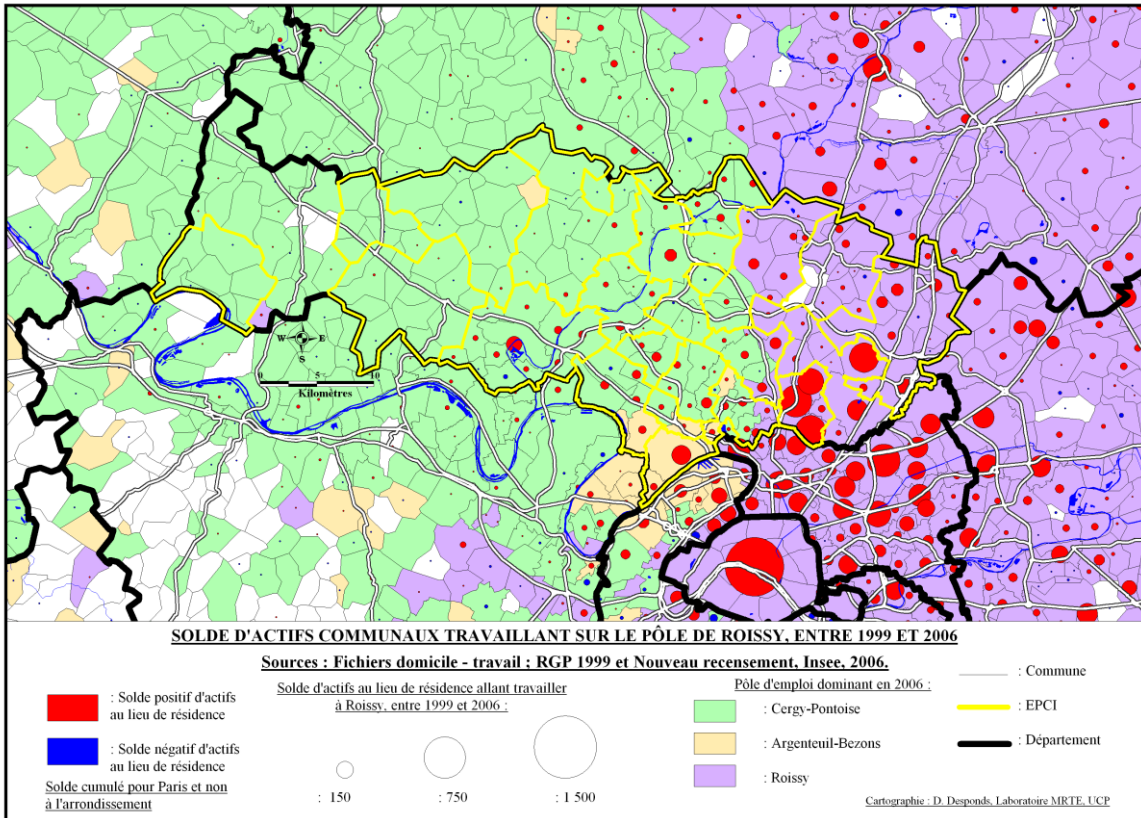 W E
S
0 5 10
Kilomètres
SOLDE D'ACTIFS COMMUNAUX TRAVAILLANT SUR LE PÔLE DE ROISSY, ENTRE 1999 ET 2006
Sources : Fichiers domicile - travail ; RGP 1999 et Nouveau recensement, Insee, 2006.
: Solde positif d'actifs
au lieu de résidence
: Solde négatif d'actifs
au lieu de résidence
Solde cumulé pour Paris et non
à l'arrondissement
Solde d'actifs au lieu de résidence allant travailler
à Roissy, entre 1999 et 2006 :
: 150 : 750 : 1 500
Pôle d'emploi dominant en 2006 :
: Cergy-Pontoise
: Argenteuil-Bezons
: Roissy
: Commune
: EPCI
: Département
Cartographie : D. Desponds, Laboratoire MRTE, UCP